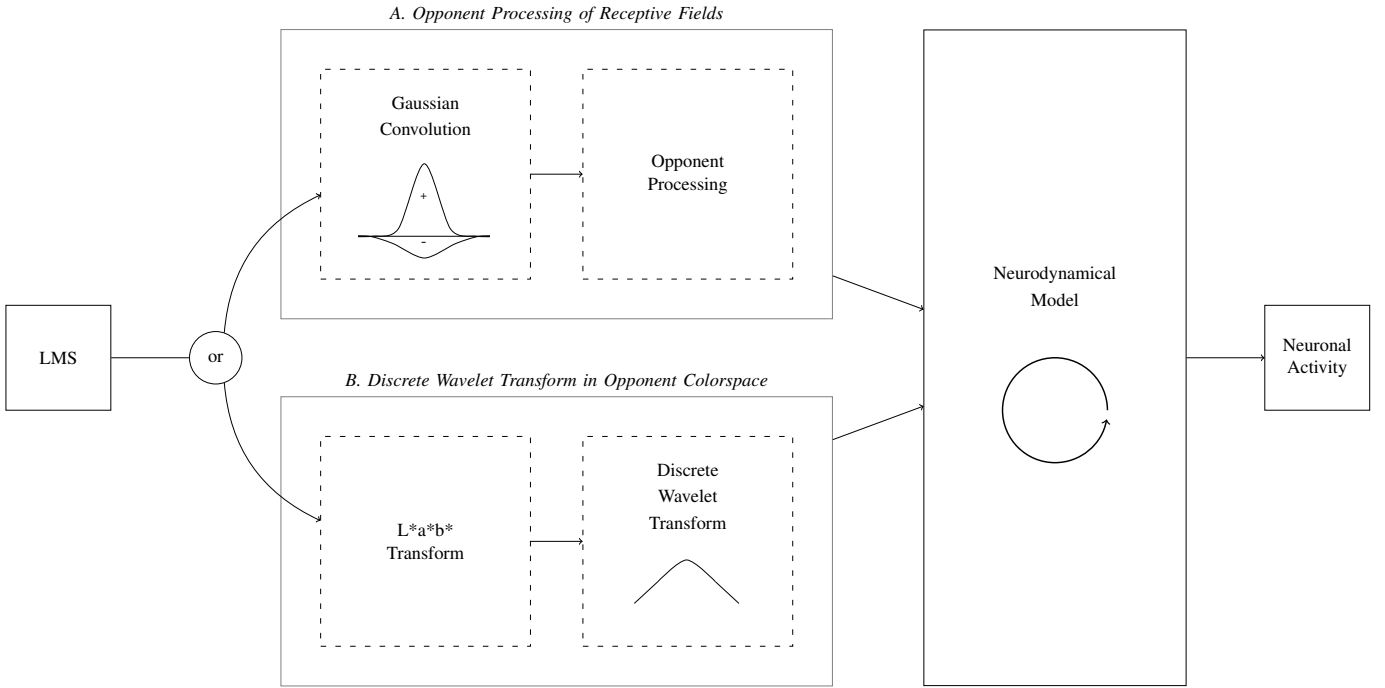 A. Opponent Processing of Receptive Fields
Gaussian
Convolution
+
-
Opponent
Processing
LMS
or
B. Discrete Wavelet Transform in Opponent Colorspace
L*a*b*
Transform
Discrete
Wavelet
Transform
Neurodynamical
Model
Neuronal
Activity